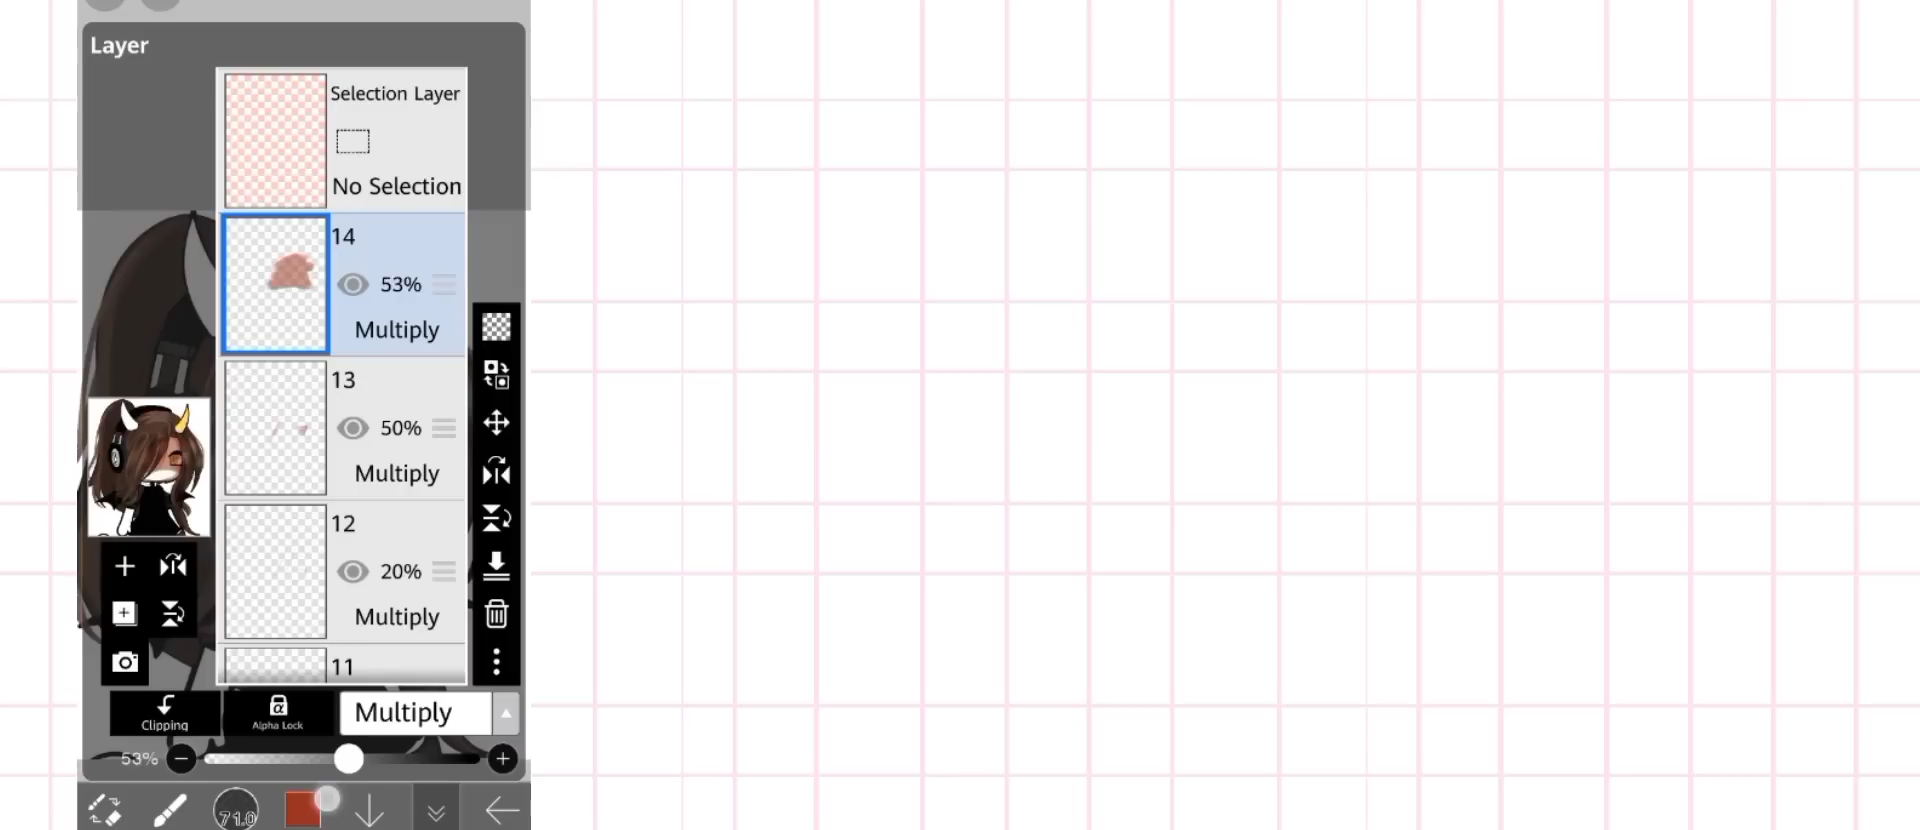 Layer
Selection Layer
No Selection
14
53%
Multiply
13
50%
Multiply
12
20%
Multiply
11
Clipping
Alpha Lock
Multiply
53%
71.0